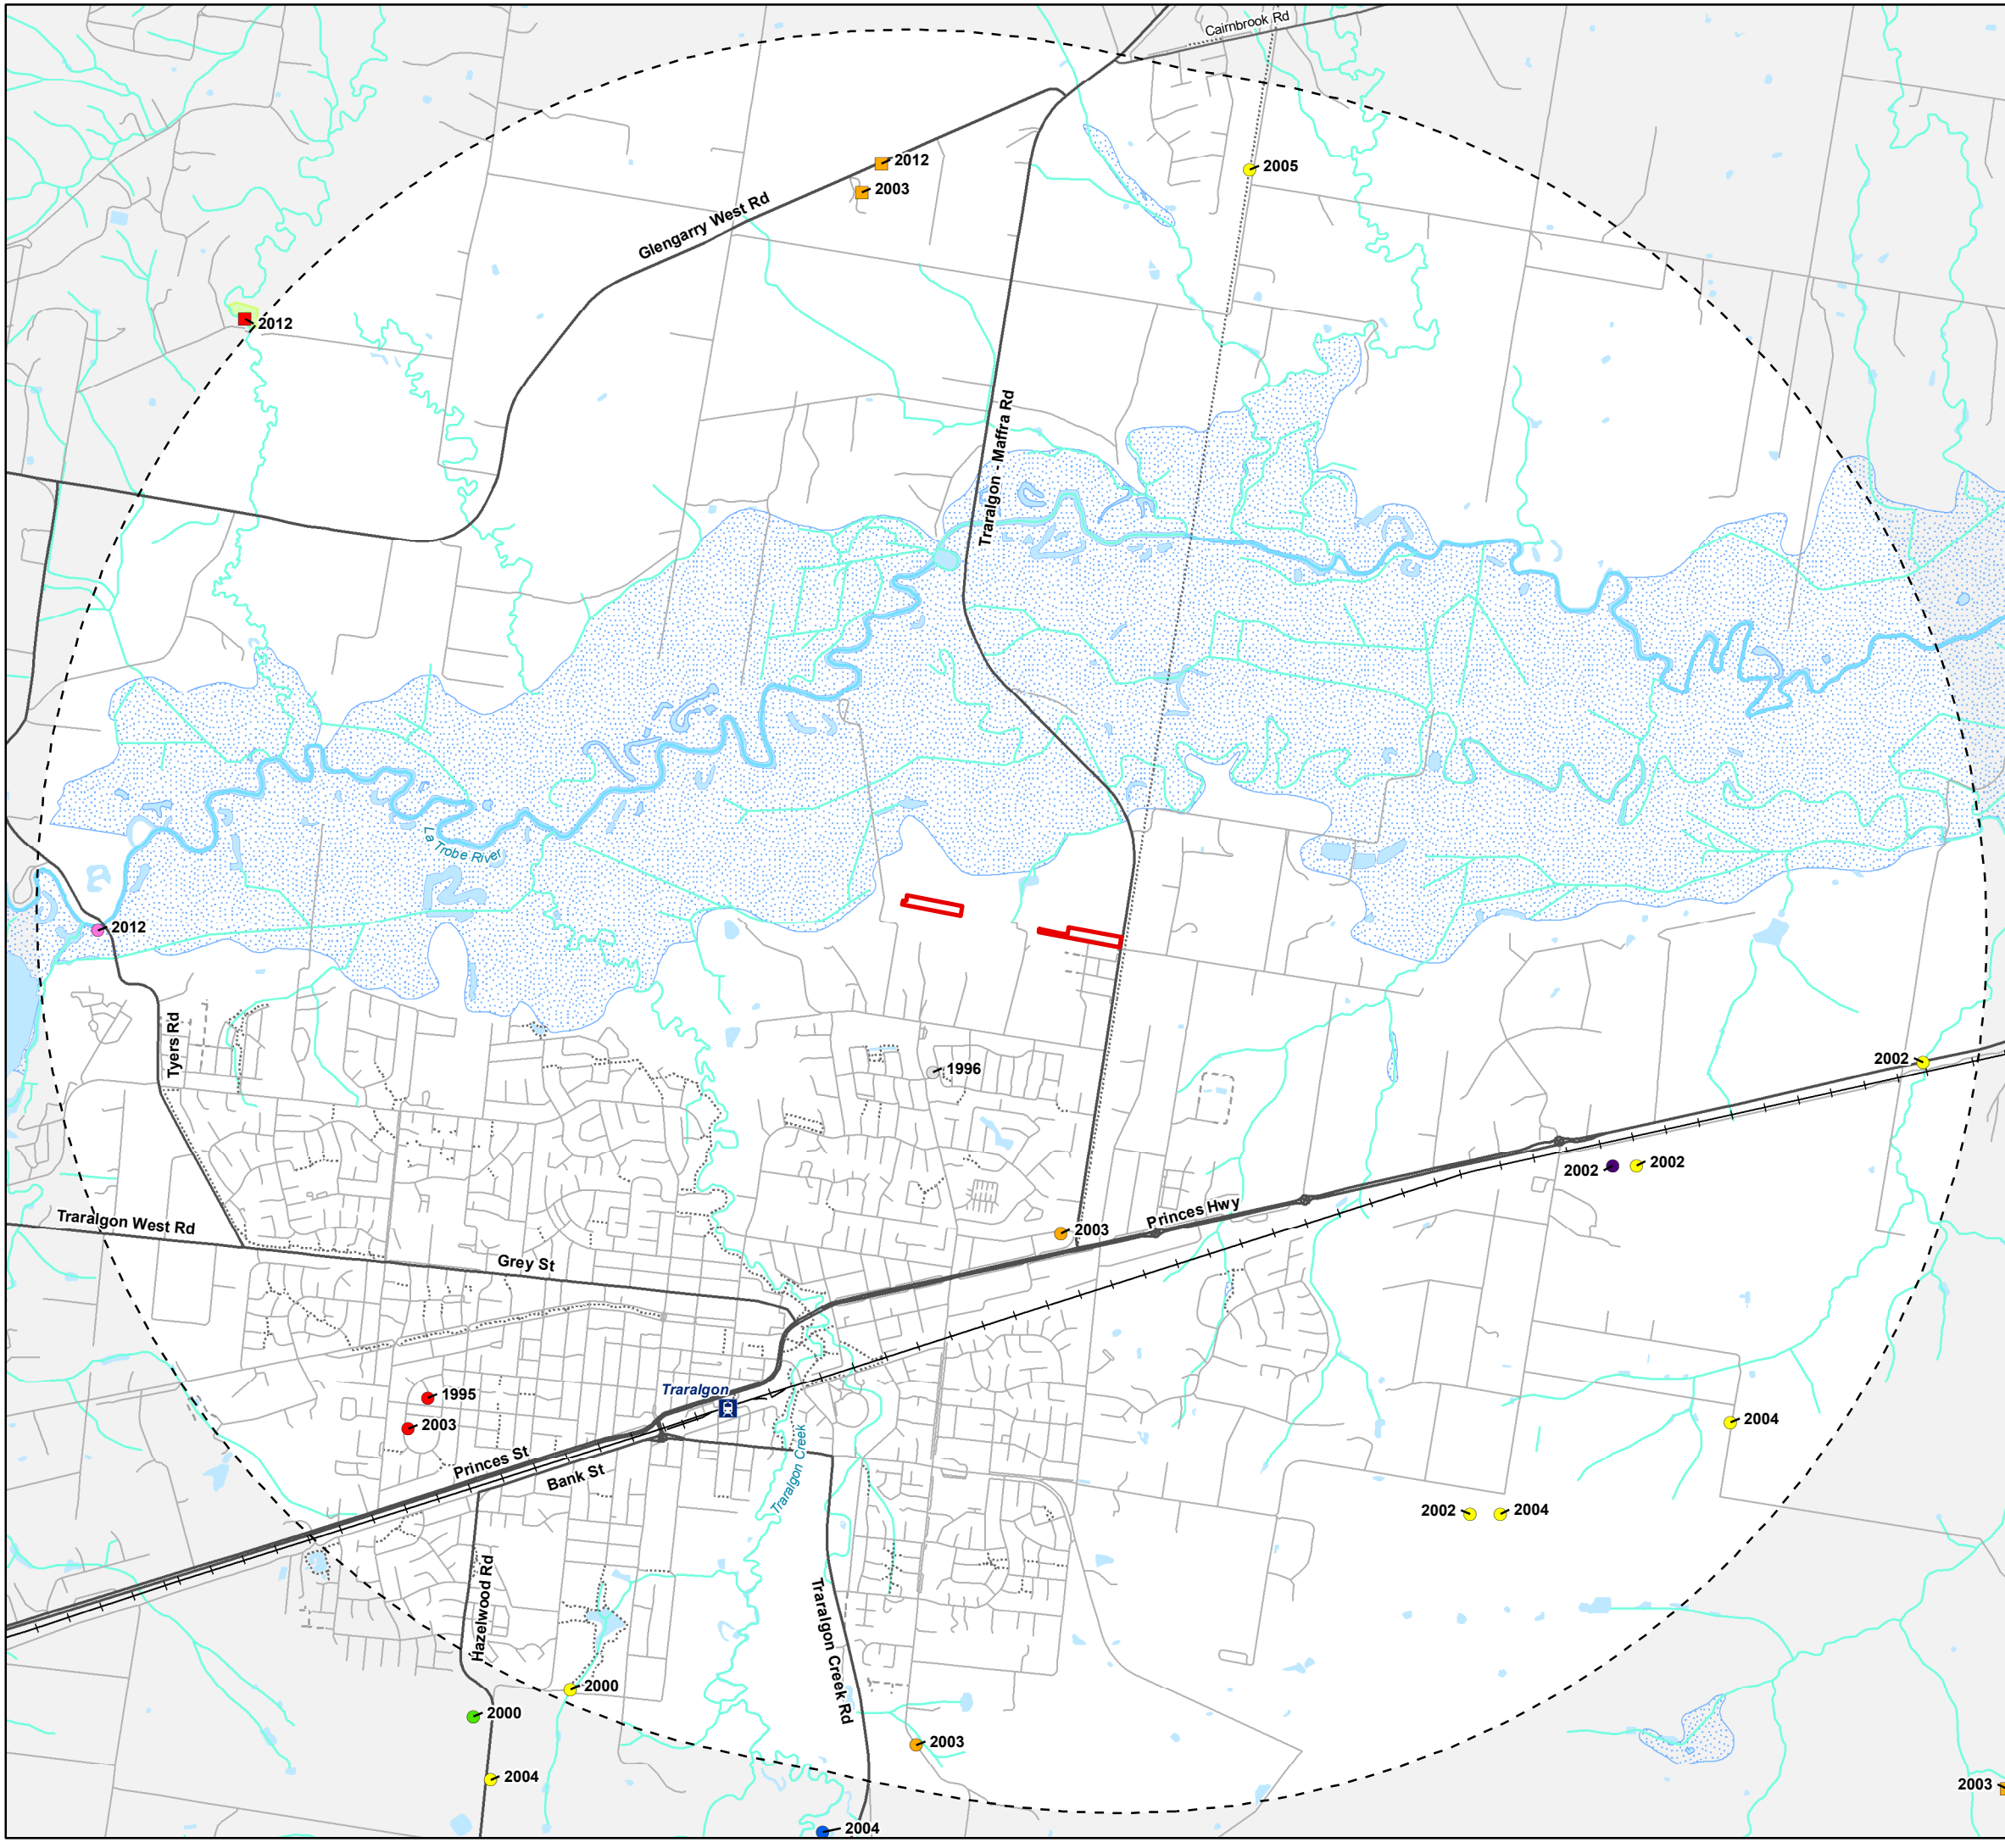 Cairnbrook Rd
2012
2003
2005
Glengarry West Rd
2012
Traralgon - Maffra Rd
La Trobe River
2012
Tyers Rd
1996
2002
2002
2002
Traralgon West Rd
Princes Hwy
2003
Grey St
Traralgon
1995
2003
2004
Princes St
Bank St
Traralgon Creek
2002
2004
Hazelwood Rd
Traralgon Creek Rd
2000
2000
2003
2004
2003
2004